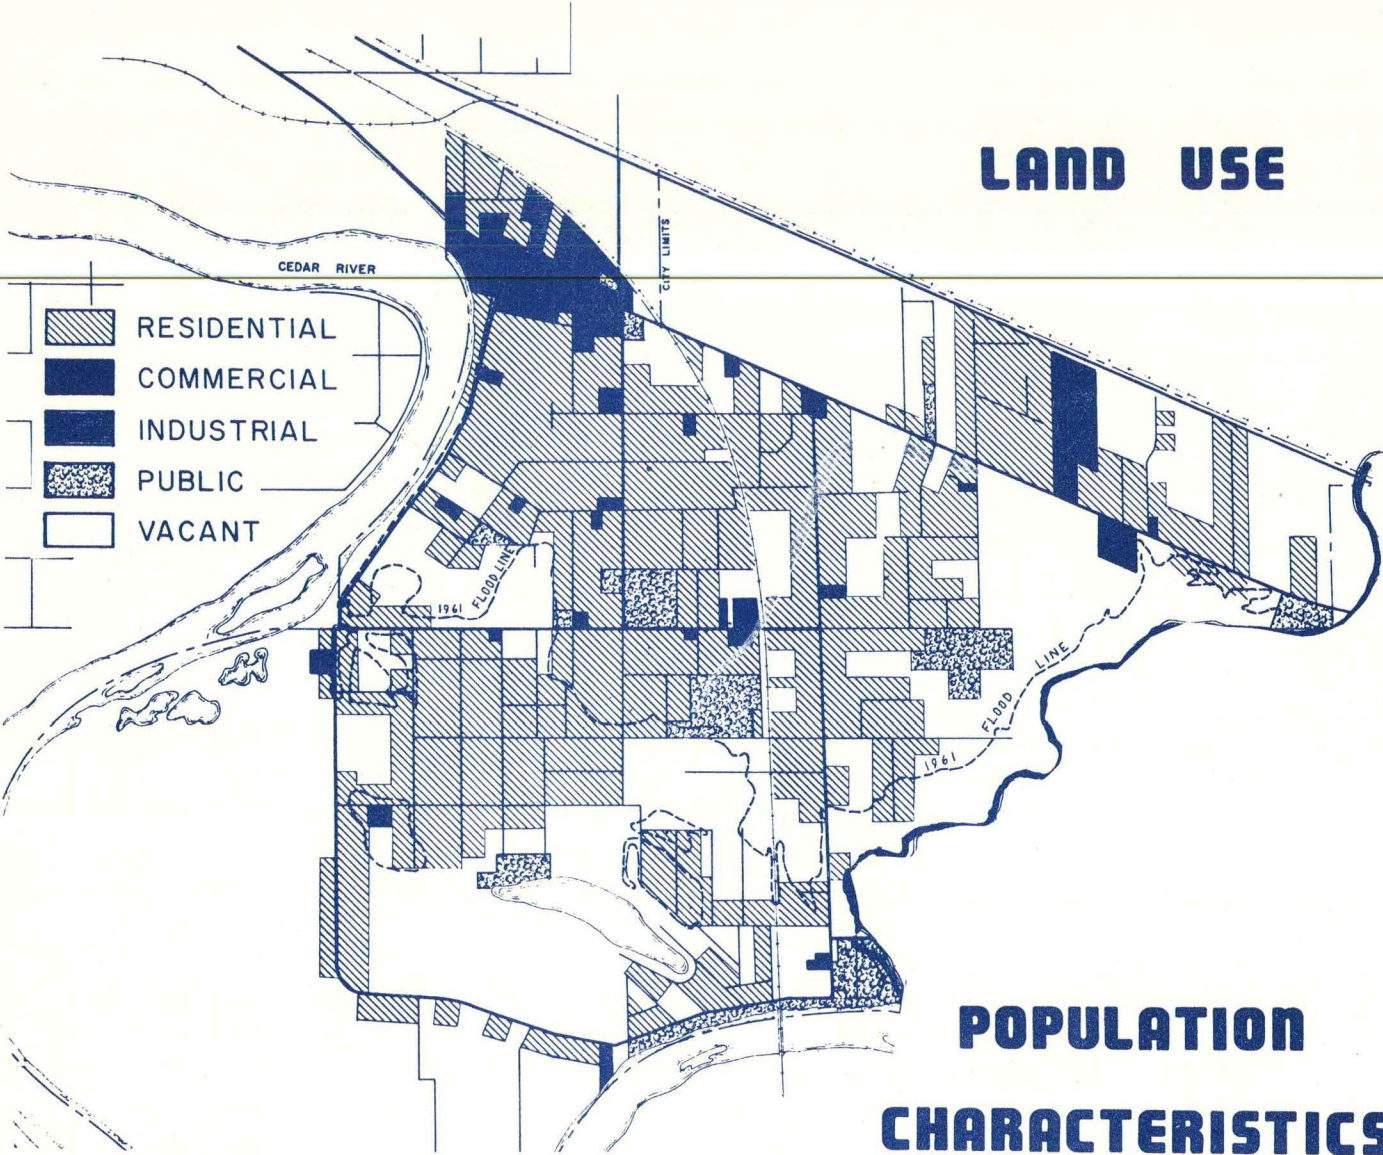 LAND USE
CITY LIMITS
CEDAR RIVER
RESIDENTIAL
COMMERCIAL
INDUSTRIAL
PUBLIC
VACANT
1961 FLOOD LINE
1961 FLOOD LINE
POPULATION
CHARACTERISTICS